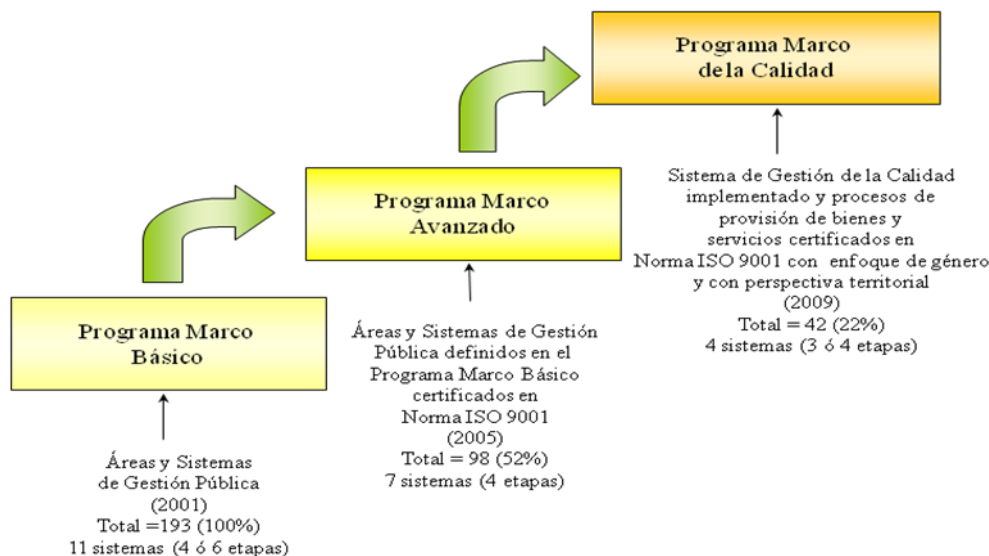 Programa Marco
de la Calidad
Sistema de Gestión de la Calidad
implementado y procesos de
provisión de bienes y
servicios certificados en
Norma ISO 9001 con enfoque de género
y con perspectiva territorial
(2009)
Total = 42 (22%)
4 sistemas (3 ó 4 etapas)
Programa Marco
Avanzado
Áreas y Sistemas de Gestión
Pública definidos en el
Programa Marco Básico
certificados en
Norma ISO 9001
(2005)
Total = 98 (52%)
7 sistemas (4 etapas)
Programa Marco
Básico
Áreas y Sistemas
de Gestión Pública
(2001)
Total =193 (100%)
11 sistemas (4 ó 6 etapas)